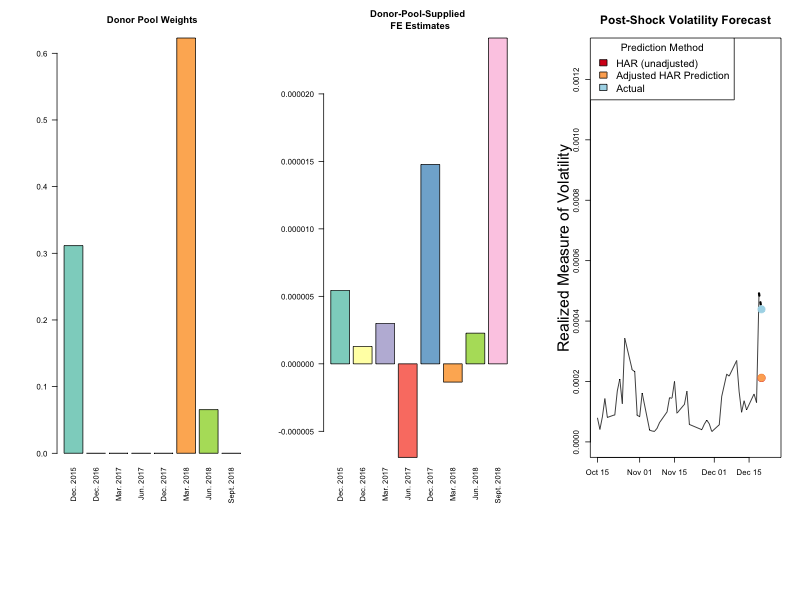 Donor Pool Weights
0.6
0.5
0.4
0.3
0.2
0.1
0.0
Dec. 2015
Dec. 2016
Mar. 2017
Jun. 2017
Dec. 2017
Mar. 2018
Jun. 2018
Sept. 2018
Donor-Pool-Supplied
FE Estimates
0.000020
0.000015
0.000010
0.000005
0.000000
-0.000005
Dec. 2015
Dec. 2016
Mar. 2017
Jun. 2017
Dec. 2017
Mar. 2018
Jun. 2018
Sept. 2018
Post-Shock Volatility Forecast
Prediction Method
HAR (unadjusted)
Adjusted HAR Prediction
Actual
Realized Measure of Volatility
0.0012
0.0010
0.0008
0.0006
0.0004
0.0002
0.0000
Oct 15
Nov 01
Nov 15
Dec 01
Dec 15